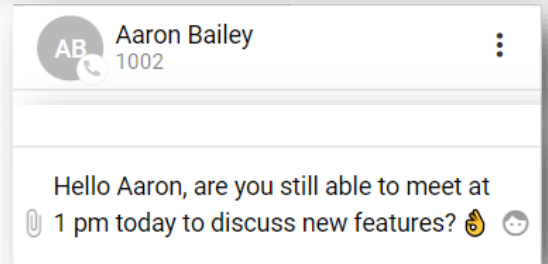 AB
Aaron Bailey
1002
Hello Aaron, are you still able to meet at
1 pm today to discuss new features? 👌